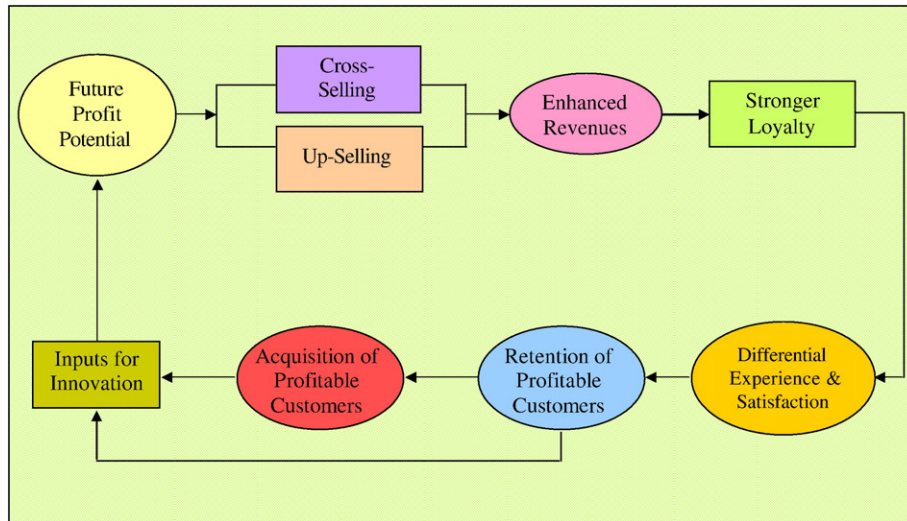 Future
Profit
Potential
Cross-
Selling
Up-Selling
Enhanced
Revenues
Stronger
Loyalty
Inputs for
Innovation
Acquisition of
Profitable
Customers
Retention of
Profitable
Customers
Differential
Experience &
Satisfaction